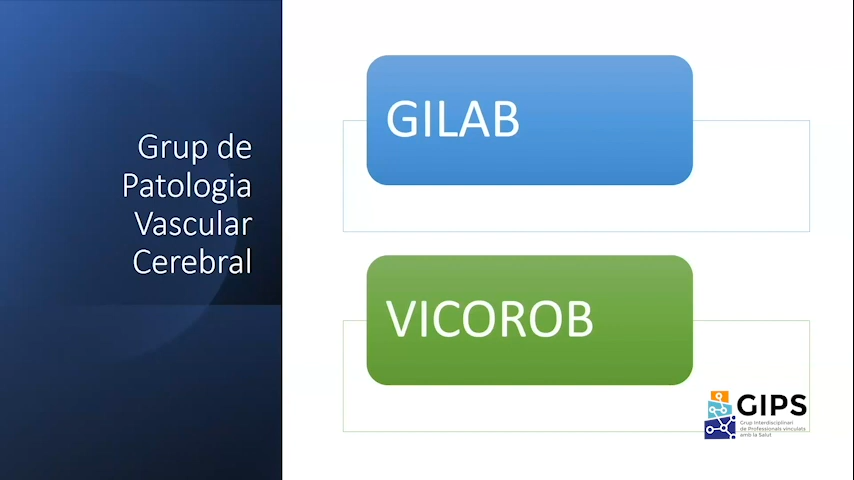 Grup de
Patologia
Vascular
Cerebral
GILAB
VICOROB
GIPS
Grup Interdisciplinari
de Professionals vinculats
amb la Salut